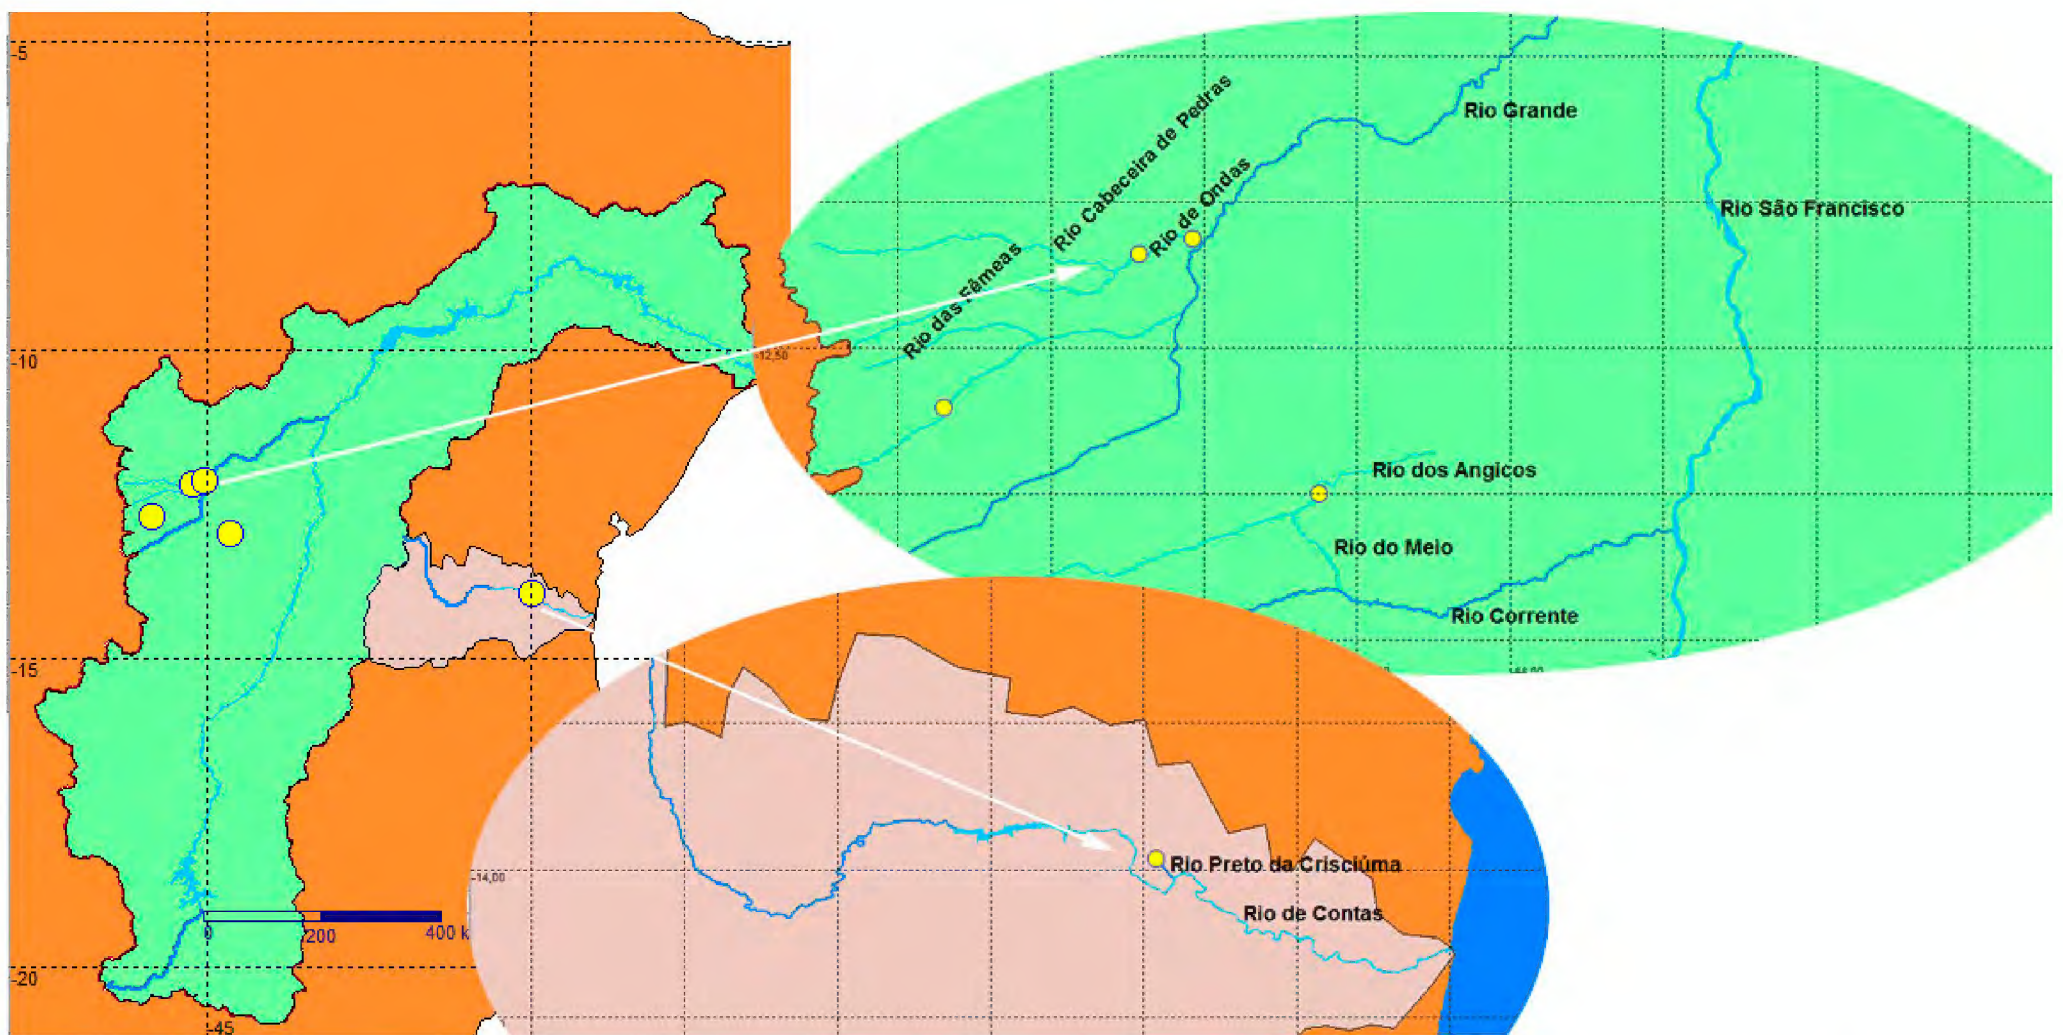 -5
-10
-15
-20
-45
0
200
400 k
Rio Grande
Rio Cabeceira de Pedras
Rio de Ondas
Rio São Francisco
Rio das Fêmeas
-12,50
Rio dos Angicos
Rio do Meio
Rio Corrente
-14,00
Rio Preto da Crisciúma
Rio de Contas